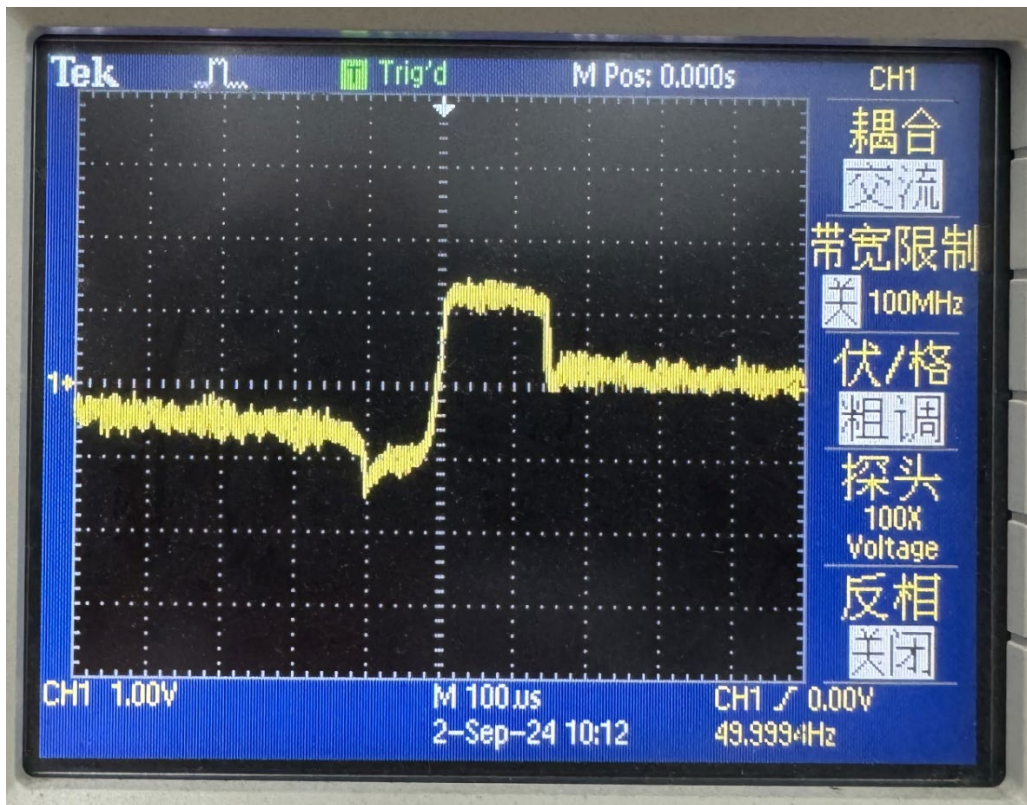 Tek T Trig'd M Pos: 0.000s CH1
耦合
交流
带宽限制
关 100MHz
伏/格
粗调
探头
100X
Voltage
反相
关闭
1
CH1 1.00V M 100us CH1 0.00V
2-Sep-24 10:12 49.9994Hz